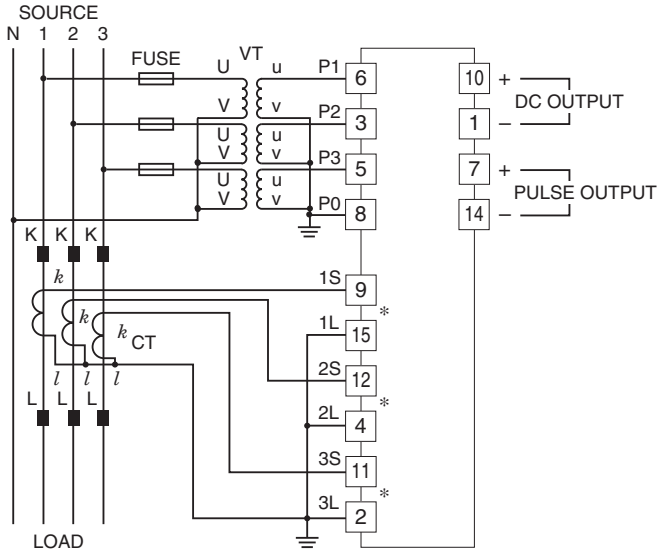 SOURCE
N 1 2 3
FUSE
VT
U u P1 6
V v
P2 3
U u
V v
P3 5
U u
V v
P0 8
10 +
DC OUTPUT
1 −
7 +
PULSE OUTPUT
14 −
K K K
k
1S 9
*
k
k CT
1L 15
l l l
2S 12
*
L L L
2L 4
3S 11
*
3L 2
LOAD